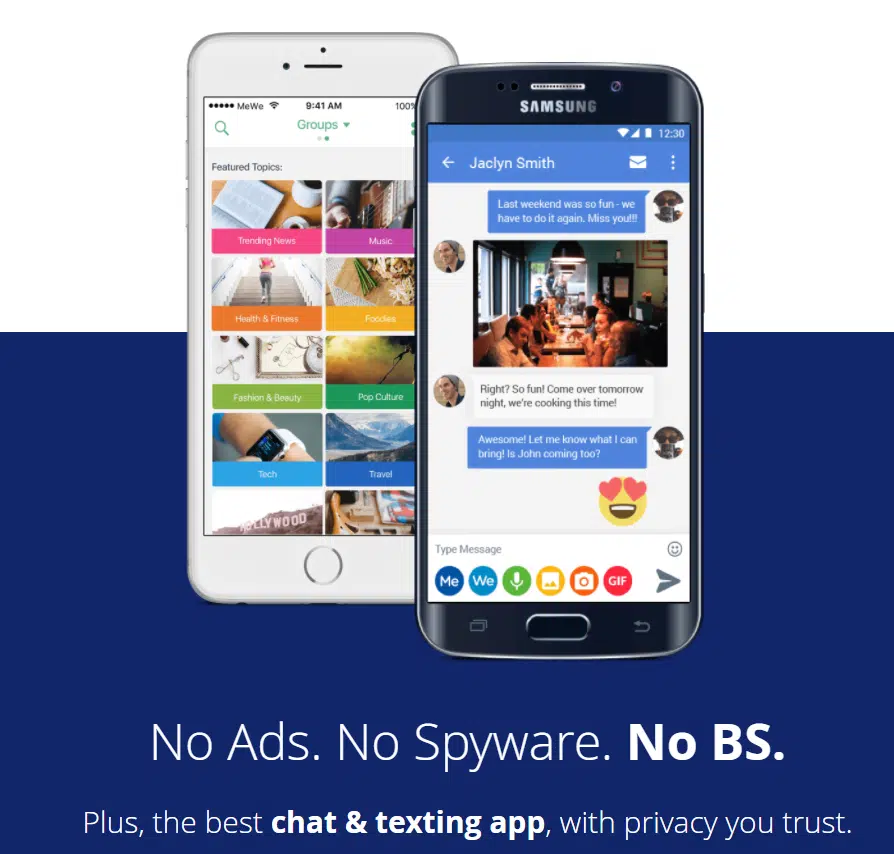 ●●●●● MeWe 9:41 AM 100%
Groups ▼
Featured Topics:
Trending News
Music
Health & Fitness
Foodies
Fashion & Beauty
Pop Culture
Tech
Travel
HOLLYWOOD
SAMSUNG
12:30
Jaclyn Smith
Last weekend was so fun - we
have to do it again. Miss you!!!
Right? So fun! Come over tomorrow
night, we're cooking this time!
Awesome! Let me know what I can
bring! Is John coming too?
Type Message
Me We GIF
No Ads. No Spyware. No BS.
Plus, the best chat & texting app, with privacy you trust.